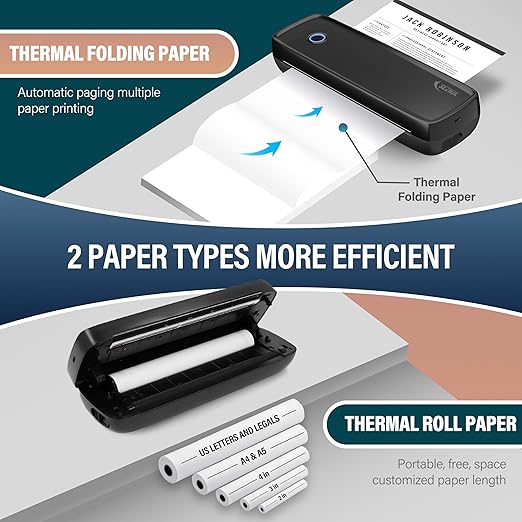 THERMAL FOLDING PAPER
Automatic paging multiple
paper printing
JACK ROBINSON
Thermal
Folding Paper
2 PAPER TYPES MORE EFFICIENT
US LETTERS AND LEGALS
A4 & A5
4 in
3 in
2 in
THERMAL ROLL PAPER
Portable, free, space
customized paper length